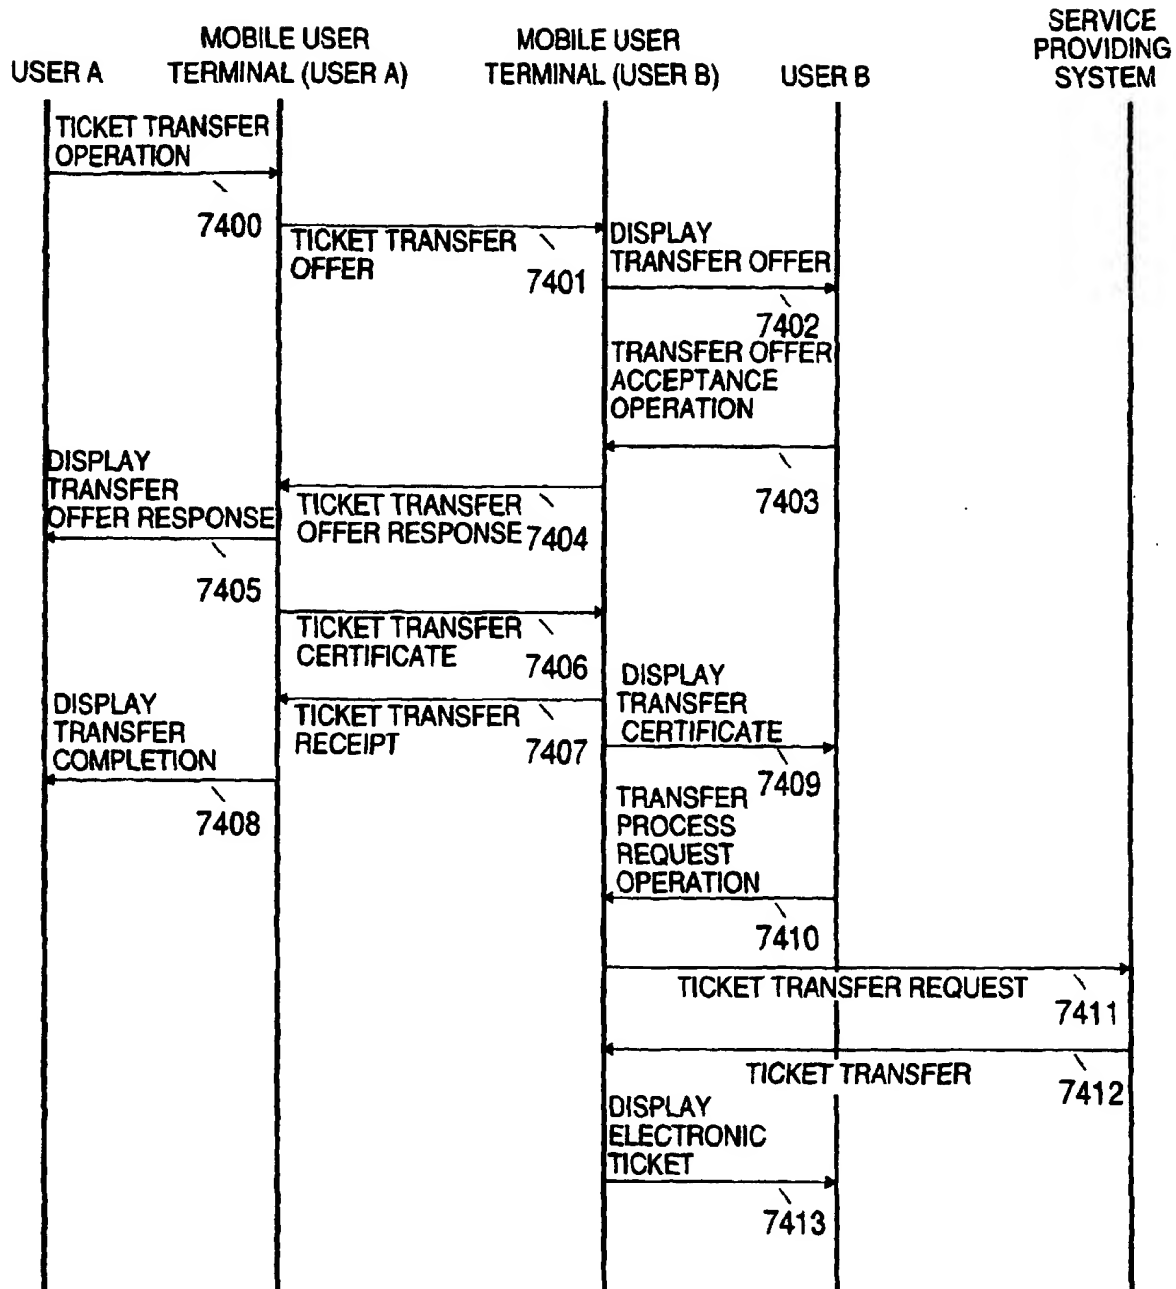 USER A
MOBILE USER
TERMINAL (USER A)
MOBILE USER
TERMINAL (USER B)
USER B
SERVICE
PROVIDING
SYSTEM
TICKET TRANSFER
OPERATION
7400
TICKET TRANSFER
OFFER
7401
DISPLAY
TRANSFER OFFER
7402
TRANSFER OFFER
ACCEPTANCE
OPERATION
7403
TICKET TRANSFER
OFFER RESPONSE
7404
DISPLAY
TRANSFER
OFFER RESPONSE
7405
TICKET TRANSFER
CERTIFICATE
7406
TICKET TRANSFER
RECEIPT
7407
DISPLAY
TRANSFER
COMPLETION
7408
DISPLAY
TRANSFER
CERTIFICATE
7409
TRANSFER
PROCESS
REQUEST
OPERATION
7410
TICKET TRANSFER REQUEST
7411
TICKET TRANSFER
7412
DISPLAY
ELECTRONIC
TICKET
7413